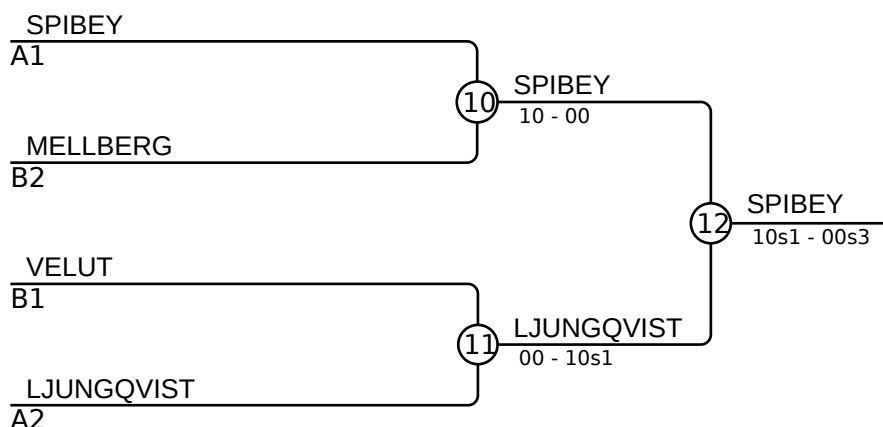 SPIBEY
A1
10
SPIBEY
10 - 00
MELLBERG
B2
12
SPIBEY
10s1 - 00s3
VELUT
B1
11
LJUNGQVIST
00 - 10s1
LJUNGQVIST
A2